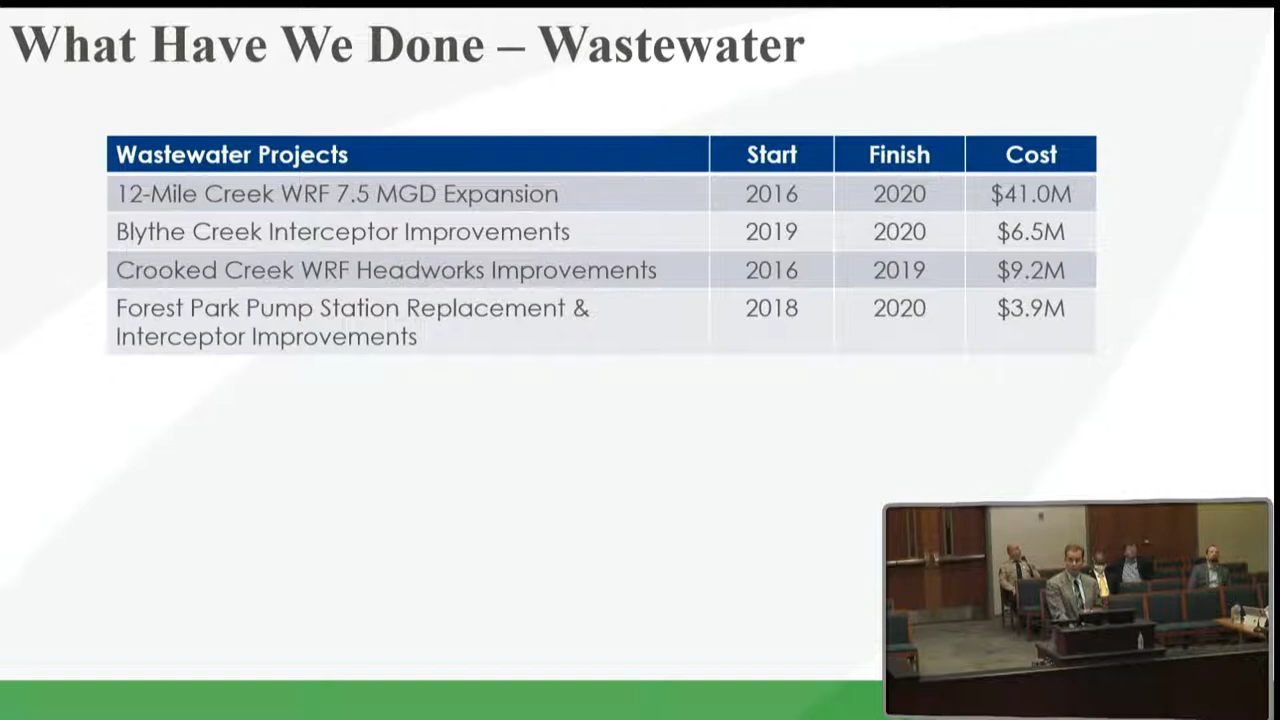 What Have We Done – Wastewater
Wastewater Projects Start Finish Cost
12-Mile Creek WRF 7.5 MGD Expansion 2016 2020 $41.0M
Blythe Creek Interceptor Improvements 2019 2020 $6.5M
Crooked Creek WRF Headworks Improvements 2016 2019 $9.2M
Forest Park Pump Station Replacement & 2018 2020 $3.9M
Interceptor Improvements